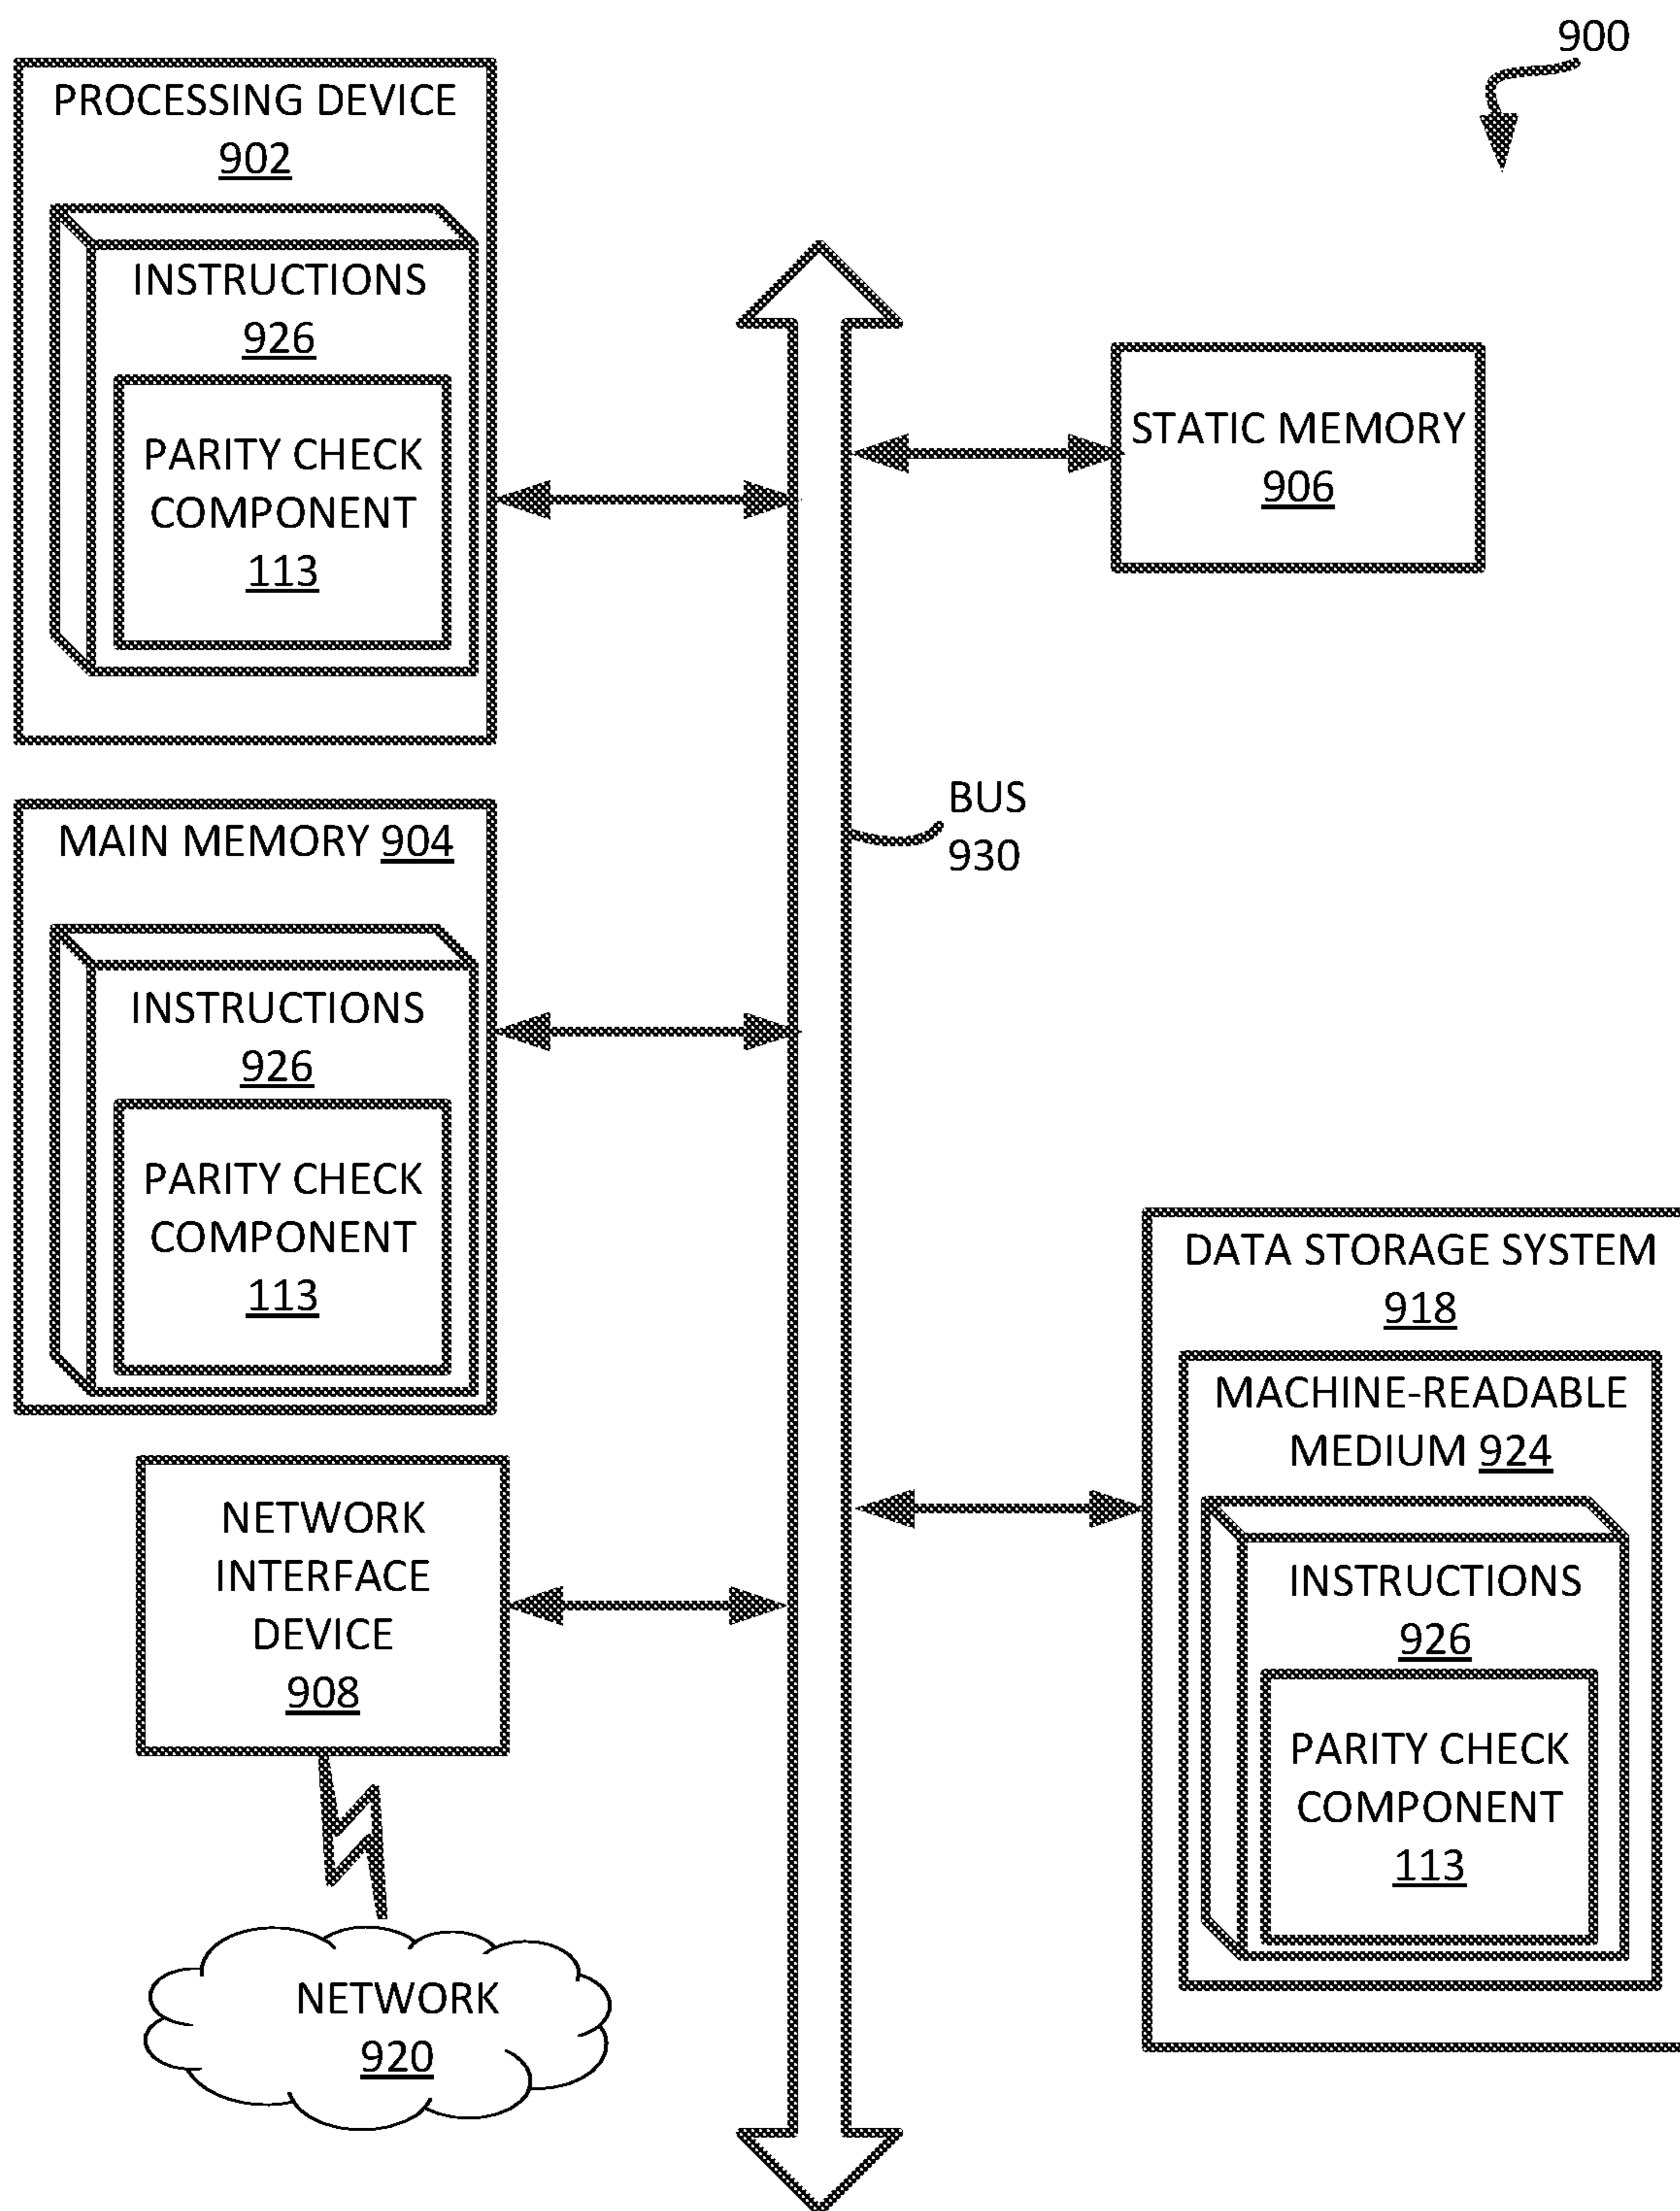 900
PROCESSING DEVICE
902
INSTRUCTIONS
926
PARITY CHECK
COMPONENT
113
STATIC MEMORY
906
BUS
930
MAIN MEMORY 904
INSTRUCTIONS
926
PARITY CHECK
COMPONENT
113
DATA STORAGE SYSTEM
918
MACHINE-READABLE
MEDIUM 924
INSTRUCTIONS
926
PARITY CHECK
COMPONENT
113
NETWORK
INTERFACE
DEVICE
908
NETWORK
920